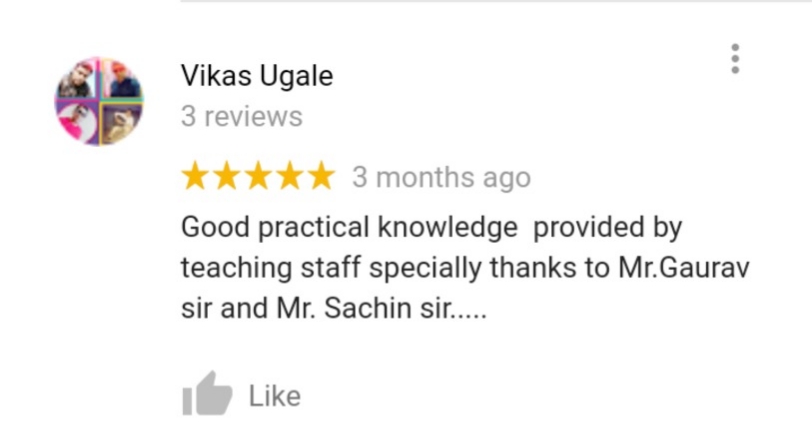 Vikas Ugale
3 reviews
3 months ago
Good practical knowledge  provided by
teaching staff specially thanks to Mr.Gaurav
sir and Mr. Sachin sir.....
Like